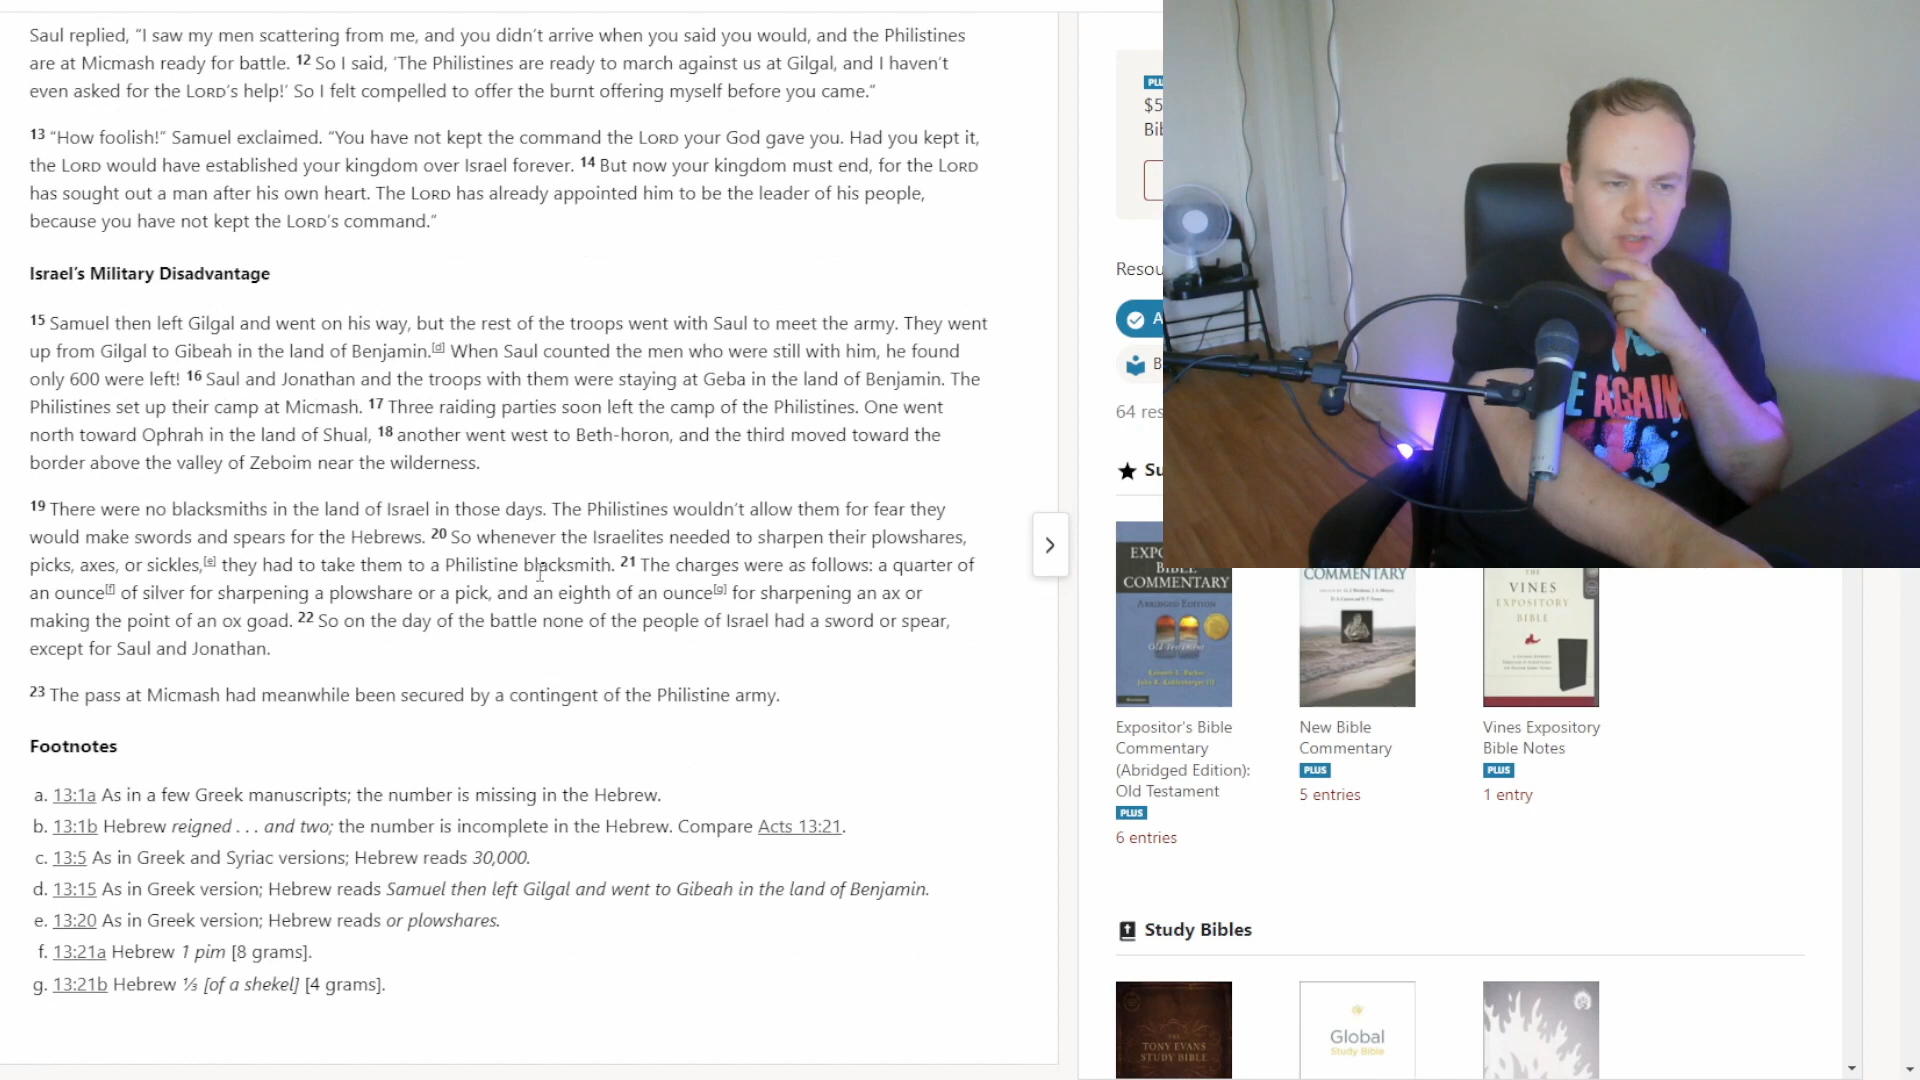 Saul replied, “I saw my men scattering from me, and you didn’t arrive when you said you would, and the Philistines
are at Micmash ready for battle. 12 So I said, ‘The Philistines are ready to march against us at Gilgal, and I haven’t
even asked for the LORD’s help!’ So I felt compelled to offer the burnt offering myself before you came.”
13 “How foolish!” Samuel exclaimed. “You have not kept the command the LORD your God gave you. Had you kept it,
the LORD would have established your kingdom over Israel forever. 14 But now your kingdom must end, for the LORD
has sought out a man after his own heart. The LORD has already appointed him to be the leader of his people,
because you have not kept the LORD’s command.”
Israel’s Military Disadvantage
15 Samuel then left Gilgal and went on his way, but the rest of the troops went with Saul to meet the army. They went
up from Gilgal to Gibeah in the land of Benjamin.[d] When Saul counted the men who were still with him, he found
only 600 were left! 16 Saul and Jonathan and the troops with them were staying at Geba in the land of Benjamin. The
Philistines set up their camp at Micmash. 17 Three raiding parties soon left the camp of the Philistines. One went
north toward Ophrah in the land of Shual, 18 another went west to Beth-horon, and the third moved toward the
border above the valley of Zeboim near the wilderness.
19 There were no blacksmiths in the land of Israel in those days. The Philistines wouldn’t allow them for fear they
would make swords and spears for the Hebrews. 20 So whenever the Israelites needed to sharpen their plowshares,
picks, axes, or sickles,[e] they had to take them to a Philistine blacksmith. 21 The charges were as follows: a quarter of
an ounce[f] of silver for sharpening a plowshare or a pick, and an eighth of an ounce[g] for sharpening an ax or
making the point of an ox goad. 22 So on the day of the battle none of the people of Israel had a sword or spear,
except for Saul and Jonathan.
23 The pass at Micmash had meanwhile been secured by a contingent of the Philistine army.
Footnotes
a. 13:1a As in a few Greek manuscripts; the number is missing in the Hebrew.
b. 13:1b Hebrew reigned . . . and two; the number is incomplete in the Hebrew. Compare Acts 13:21.
c. 13:5 As in Greek and Syriac versions; Hebrew reads 30,000.
d. 13:15 As in Greek version; Hebrew reads Samuel then left Gilgal and went to Gibeah in the land of Benjamin.
e. 13:20 As in Greek version; Hebrew reads or plowshares.
f. 13:21a Hebrew 1 pim [8 grams].
g. 13:21b Hebrew ⅓ [of a shekel] [4 grams].
PLU
$5
Bib
Resou
A
B
64 res
Su
E AGAIN
EXPO
BIBLE
COMMENTARY
ABRIDGED EDITION
Old Testament
COMMENTARY
THE
VINES
EXPOSITORY
BIBLE
Expositor's Bible
Commentary
(Abridged Edition):
Old Testament
PLUS
6 entries
New Bible
Commentary
PLUS
5 entries
Vines Expository
Bible Notes
PLUS
1 entry
Study Bibles
THE
TONY EVANS
STUDY BIBLE
Global
Study Bible